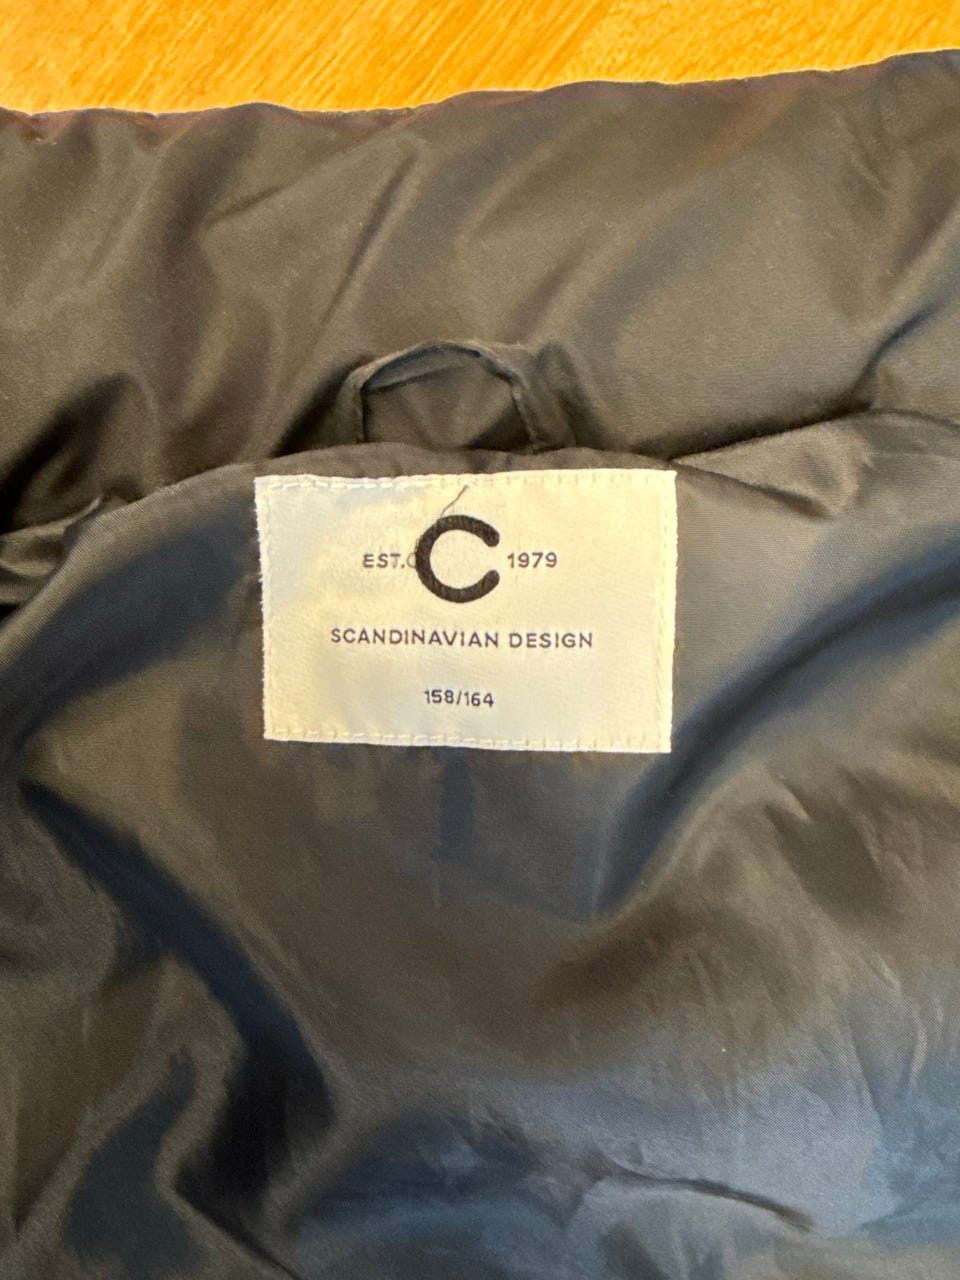 EST. C 1979
SCANDINAVIAN DESIGN
158/164